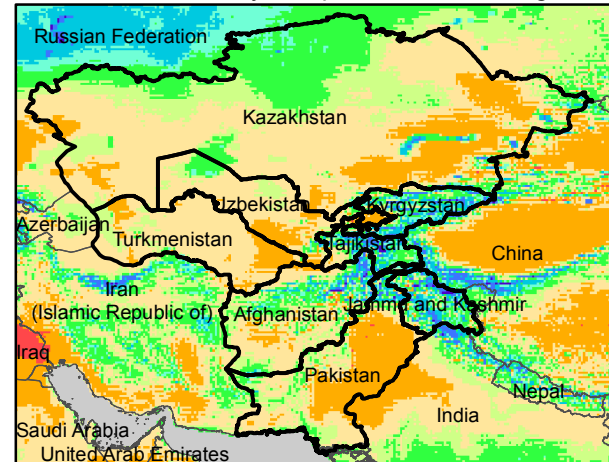 Russian Federation
Kazakhstan
Izbekistan
Kyrgyzstan
Azerbaijan
Turkmenistan
Tajikistan
China
Iran
(Islamic Republic of)
Afghanistan
Jammu and Kashmir
Iraq
Pakistan
Nepal
India
Saudi Arabia
United Arab Emirates